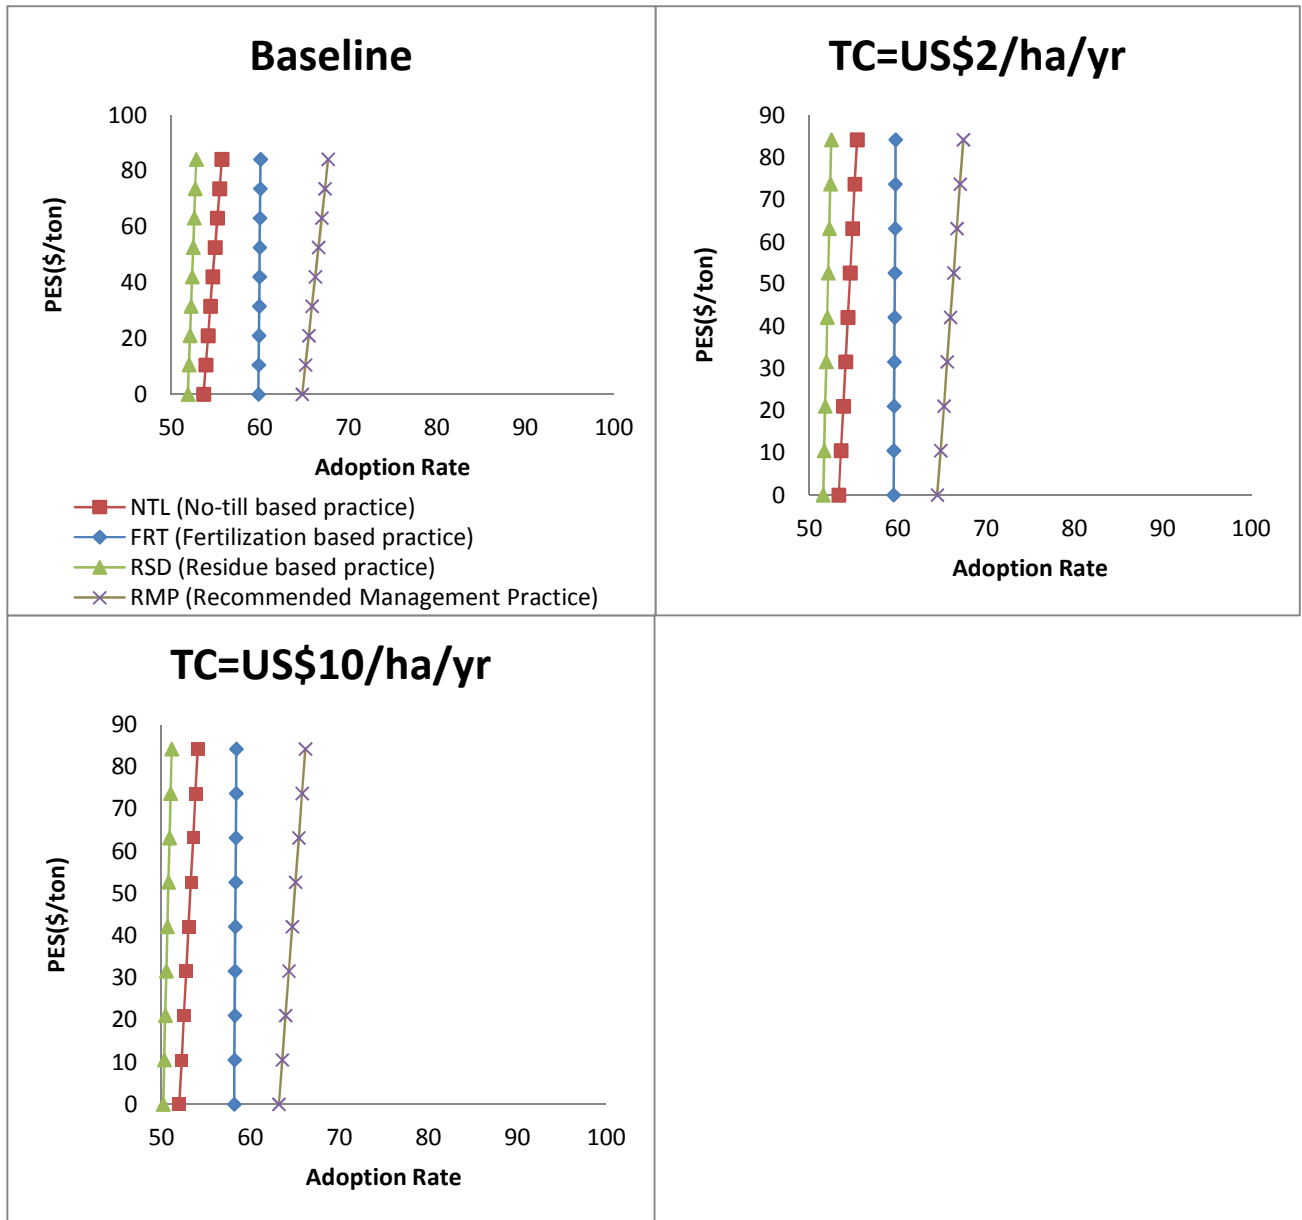 Baseline
100
80
60
40
20
0
PES($/ton)
50 60 70 80 90 100
Adoption Rate
NTL (No-till based practice)
FRT (Fertilization based practice)
RSD (Residue based practice)
RMP (Recommended Management Practice)
TC=US$2/ha/yr
90
80
70
60
50
40
30
20
10
0
PES($/ton)
50 60 70 80 90 100
Adoption Rate
TC=US$10/ha/yr
90
80
70
60
50
40
30
20
10
0
PES($/ton)
50 60 70 80 90 100
Adoption Rate